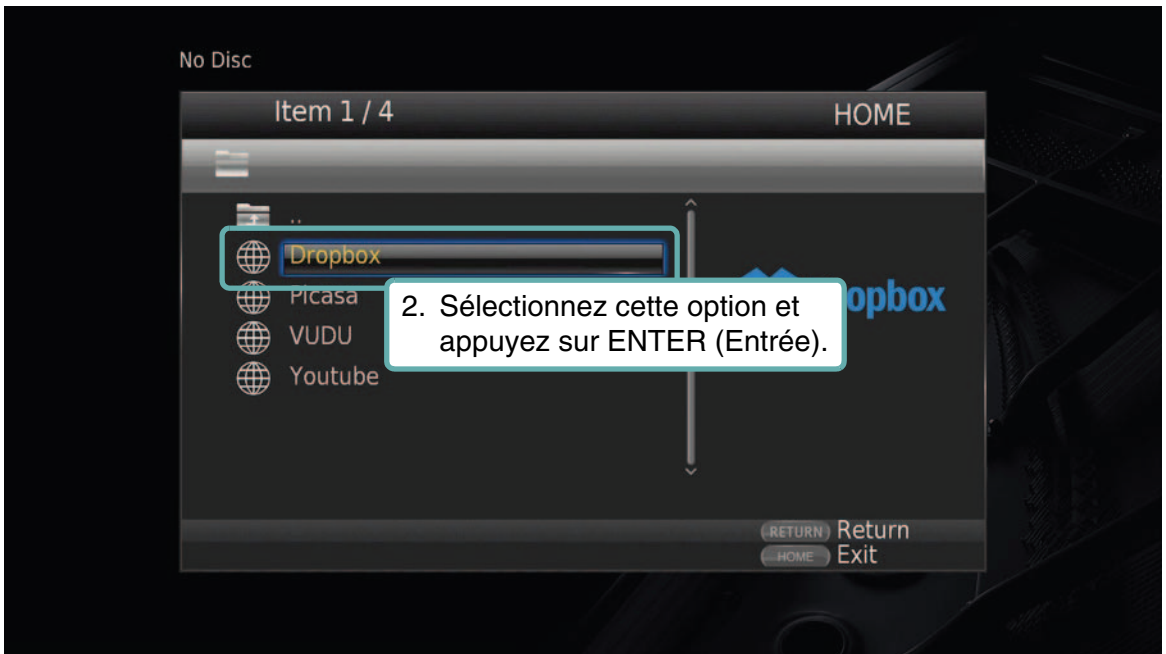 No Disc
Item 1 / 4
HOME
..
Dropbox
Picasa
VUDU
Youtube
opbox
2. Sélectionnez cette option et
appuyez sur ENTER (Entrée).
RETURN Return
HOME Exit